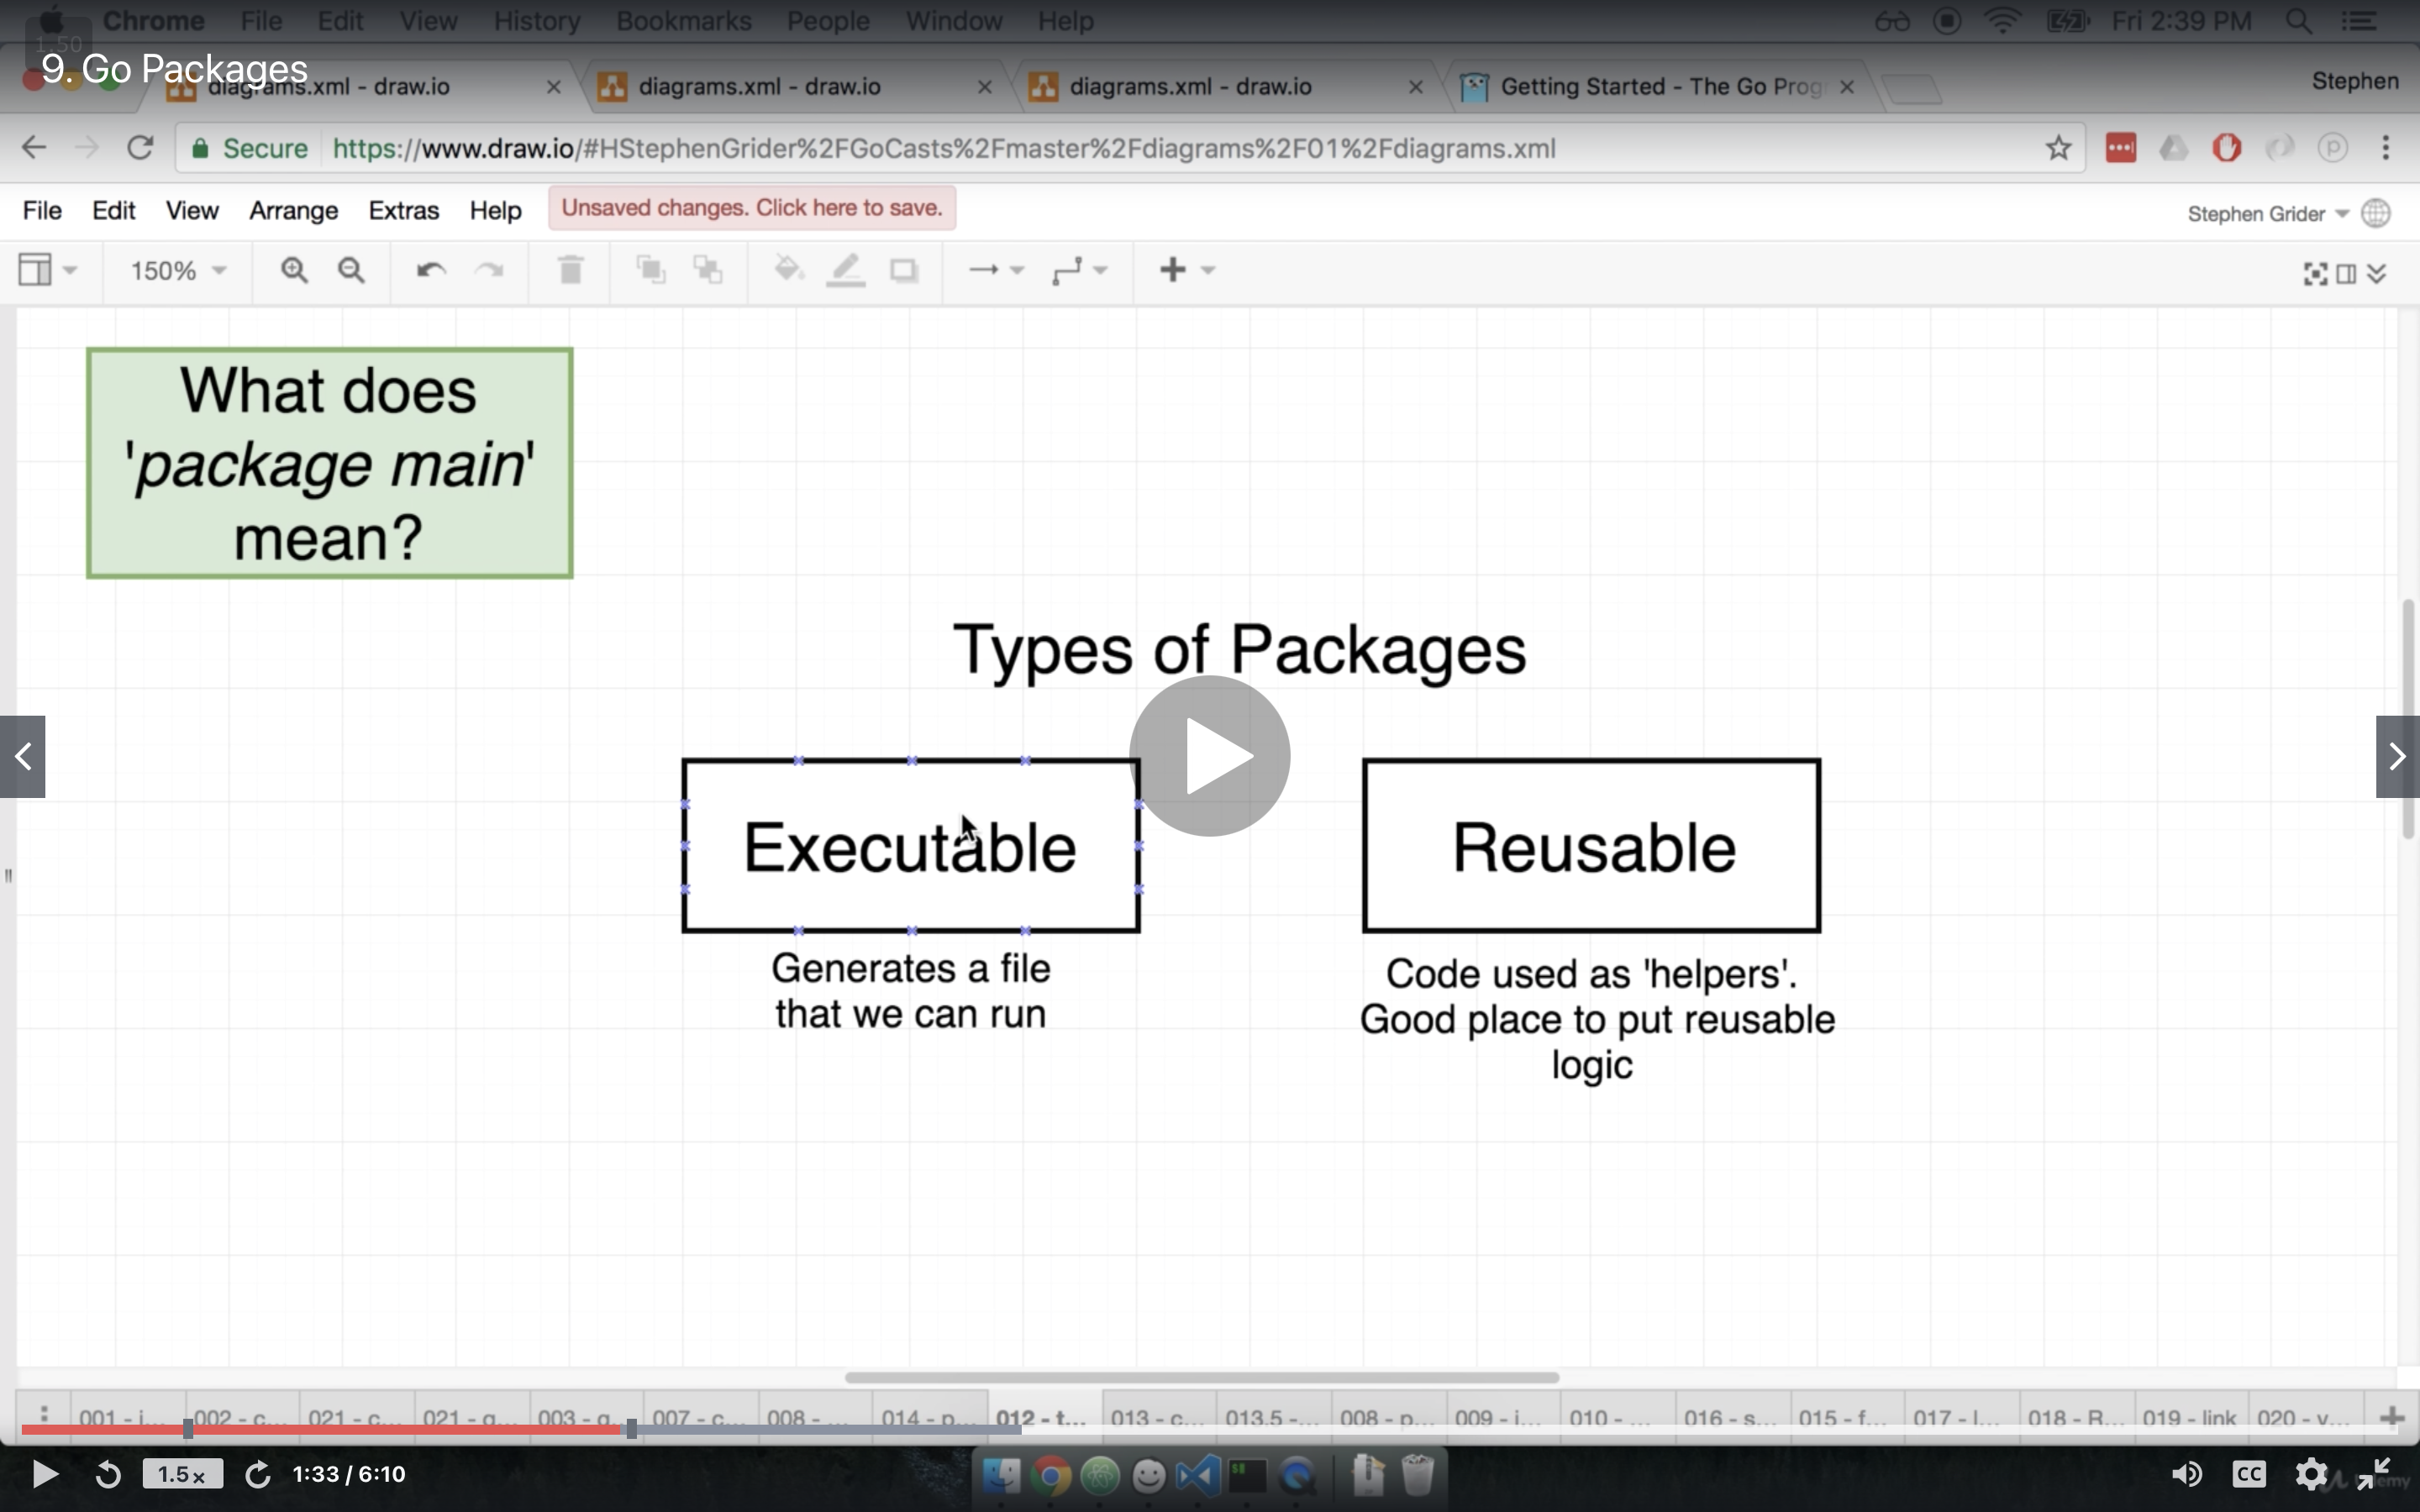 Chrome File Edit View History Bookmarks People Window Help Fri 2:39 PM
1.50
9. Go Packages
diagrams.xml - draw.io diagrams.xml - draw.io diagrams.xml - draw.io Getting Started - The Go Prog Stephen
Secure https://www.draw.io/#HStephenGrider%2FGoCasts%2Fmaster%2Fdiagrams%2F01%2Fdiagrams.xml
File Edit View Arrange Extras Help Unsaved changes. Click here to save. Stephen Grider
150%
What does
'package main'
mean?
Types of Packages
Executable Reusable
Generates a file
that we can run
Code used as 'helpers'.
Good place to put reusable
logic
001 - i... 002 - c... 021 - c... 021 - g... 003 - g... 007 - c... 008 - ... 014 - p... 012 - t... 013 - c... 013.5 -... 008 - p... 009 - i... 010 - ... 016 - s... 015 - f... 017 - l... 018 - R... 019 - link 020 - v...
1.5x 1:33 / 6:10 CC